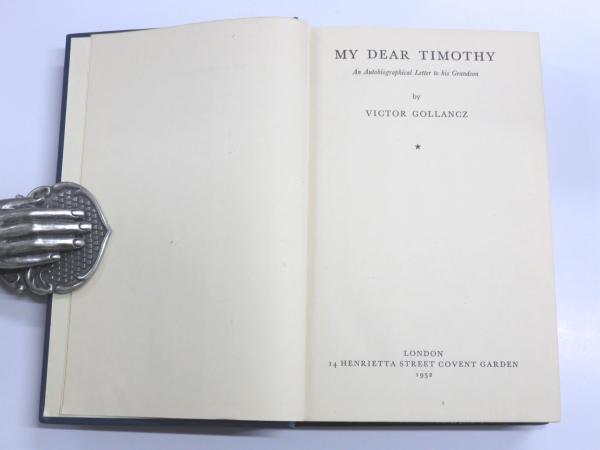 MY DEAR TIMOTHY
An Autobiographical Letter to his Grandson
by
VICTOR GOLLANCZ
★
LONDON
14 HENRIETTA STREET COVENT GARDEN
1952